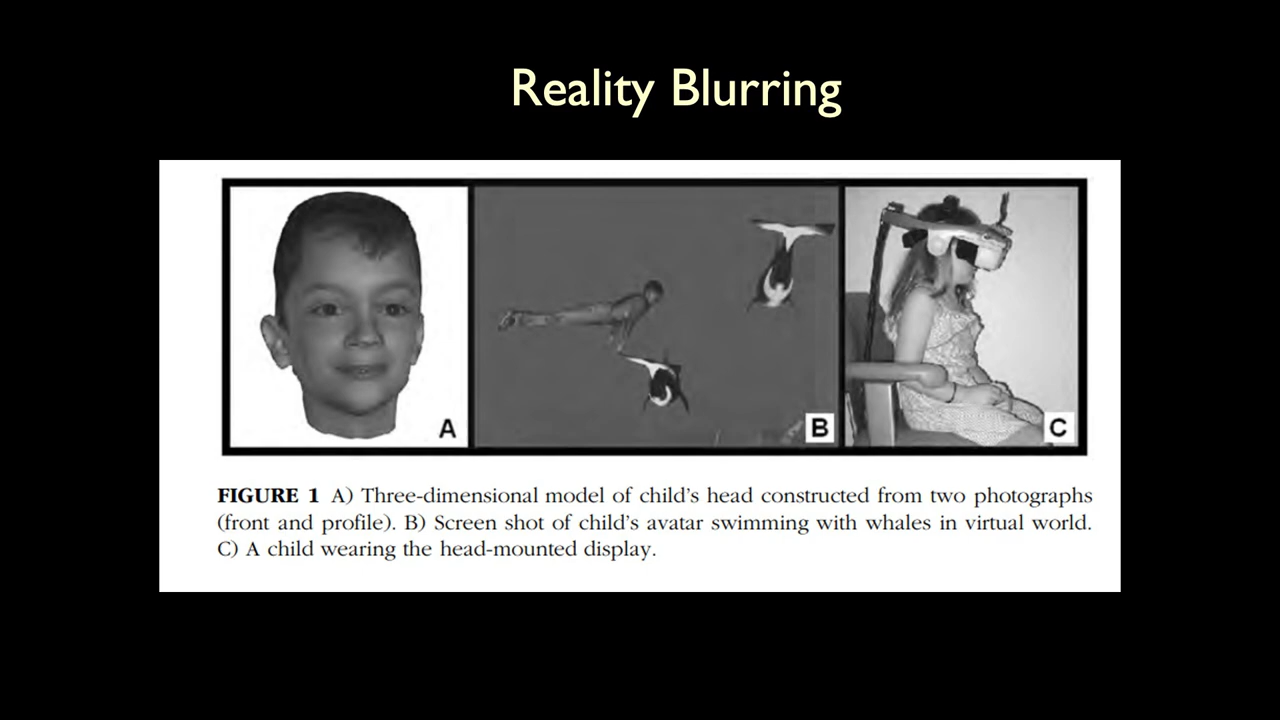 Reality Blurring
A
B
C
FIGURE 1 A) Three-dimensional model of child's head constructed from two photographs
(front and profile). B) Screen shot of child's avatar swimming with whales in virtual world.
C) A child wearing the head-mounted display.